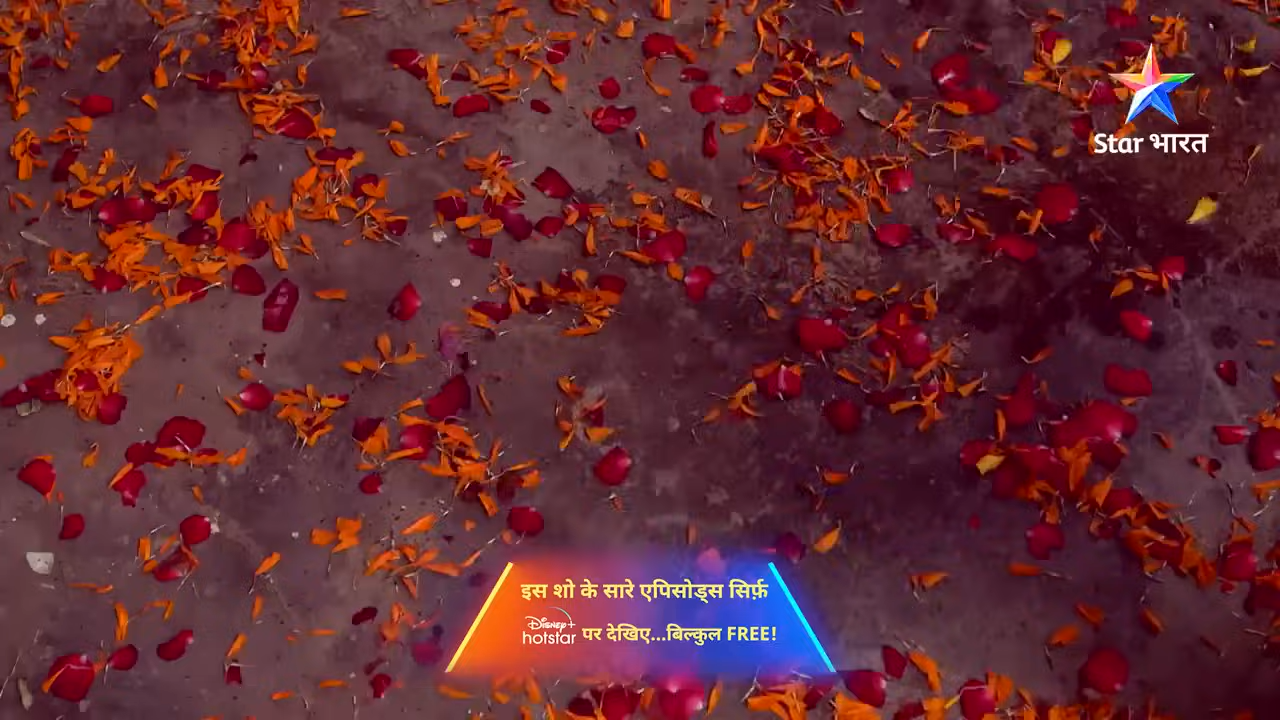 Star भारत
इस शो के सारे एपिसोड्स सिर्फ़
Disney+ hotstar पर देखिए...बिल्कुल FREE!